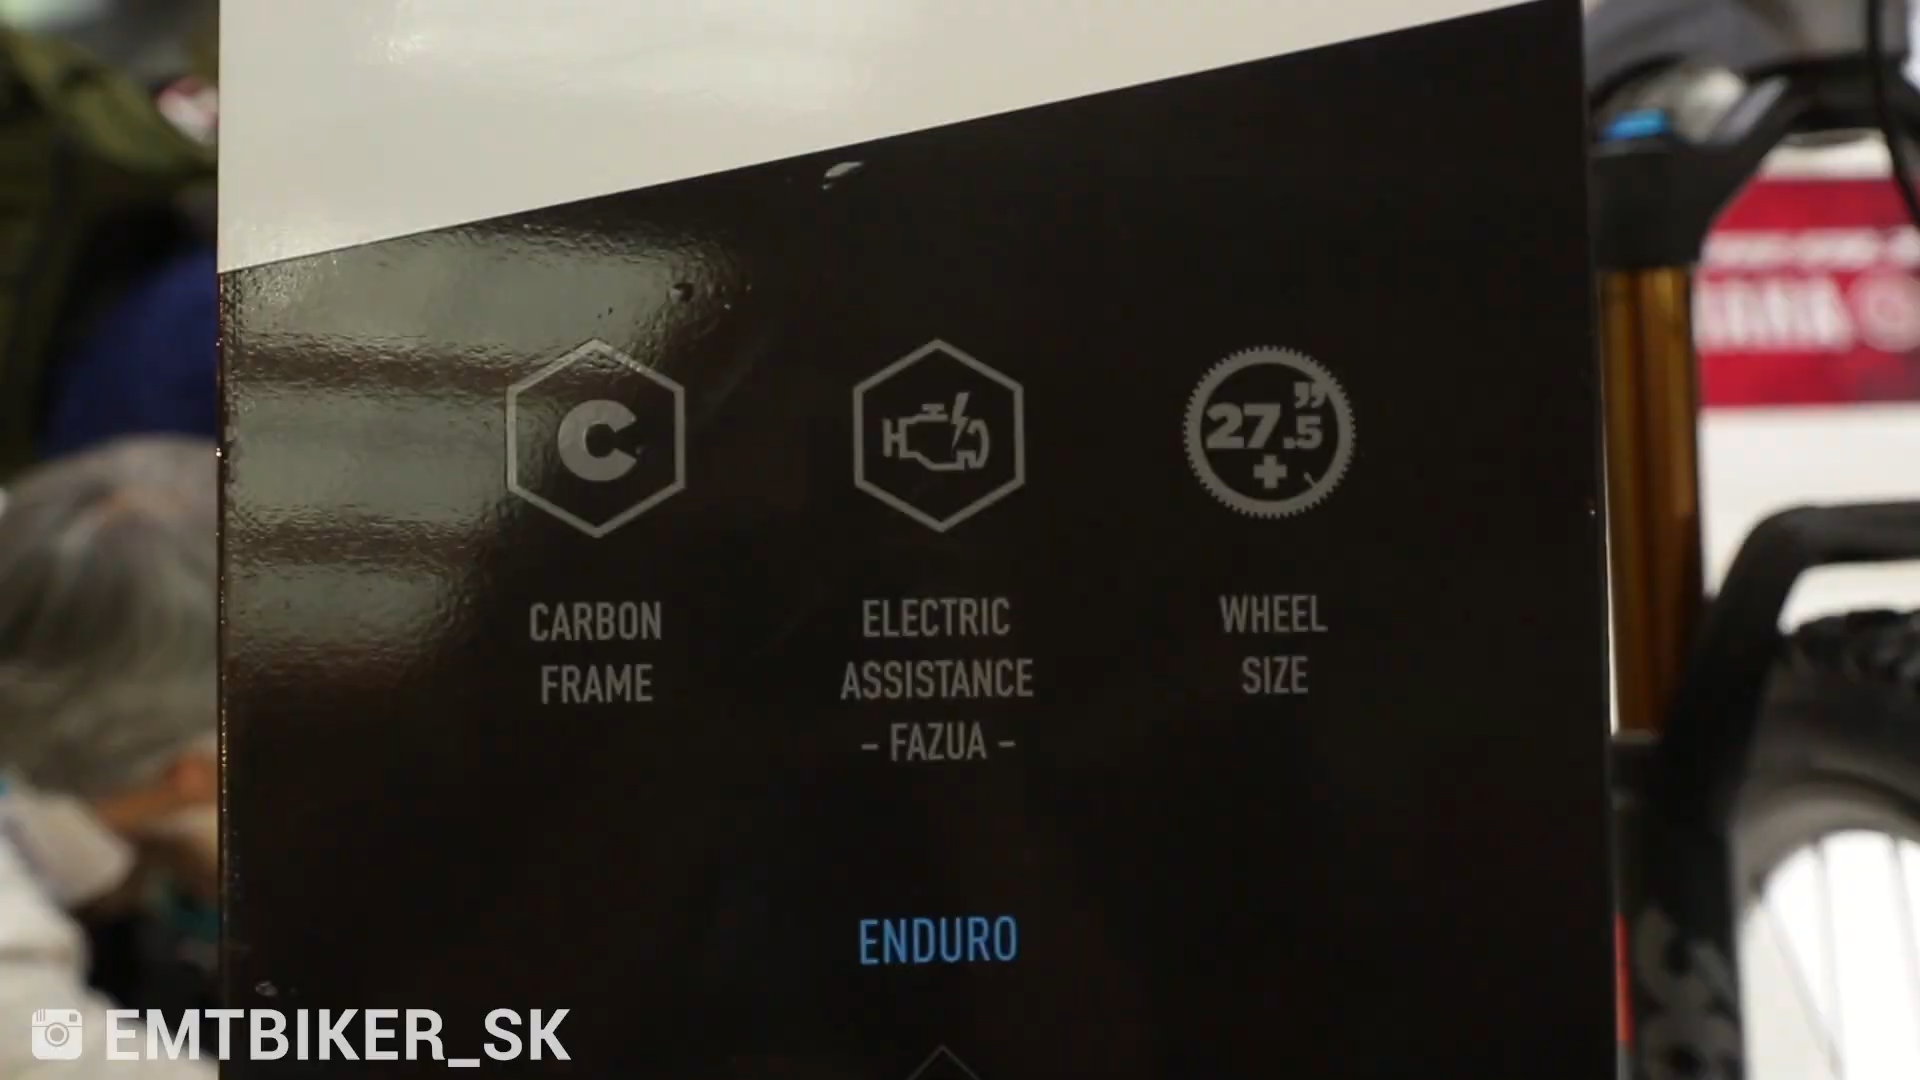 C
27.5"
+
CARBON
FRAME
ELECTRIC
ASSISTANCE
- FAZUA -
WHEEL
SIZE
ENDURO
EMTBIKER_SK